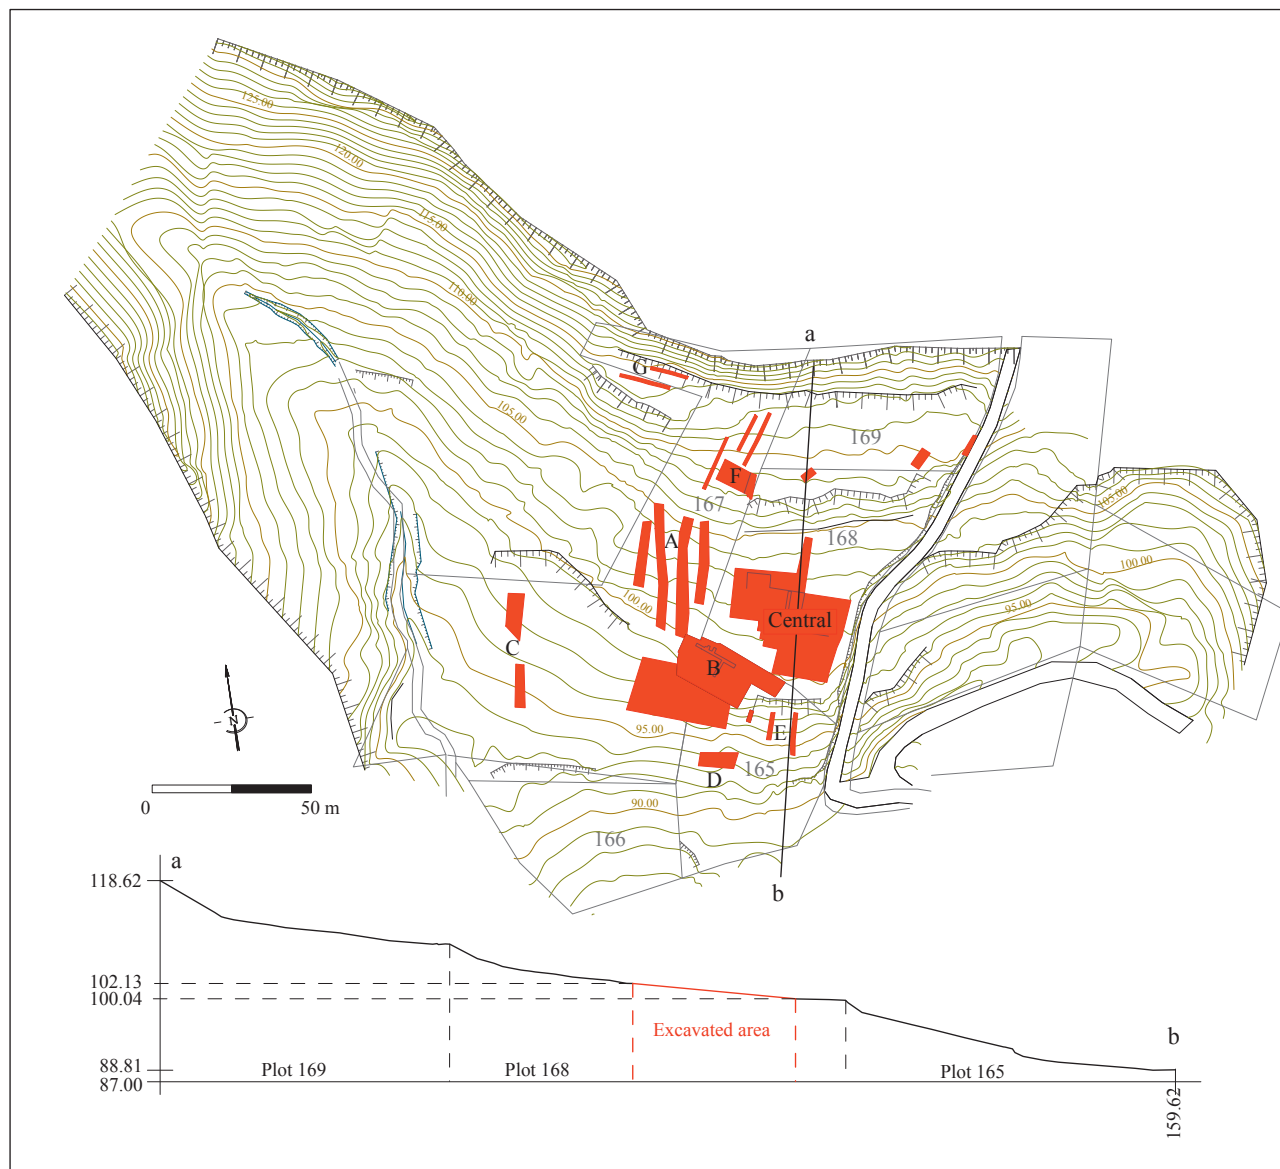 125.00
120.00
115.00
110.00
105.00
100.00
95.00
90.00
105.00
100.00
95.00
a
G
169
F
167
168
A
Central
C
B
E
165
D
166
b
N
0 50 m
a
118.62
102.13
100.04
88.81
87.00
Excavated area
Plot 169
Plot 168
Plot 165
b
159.62